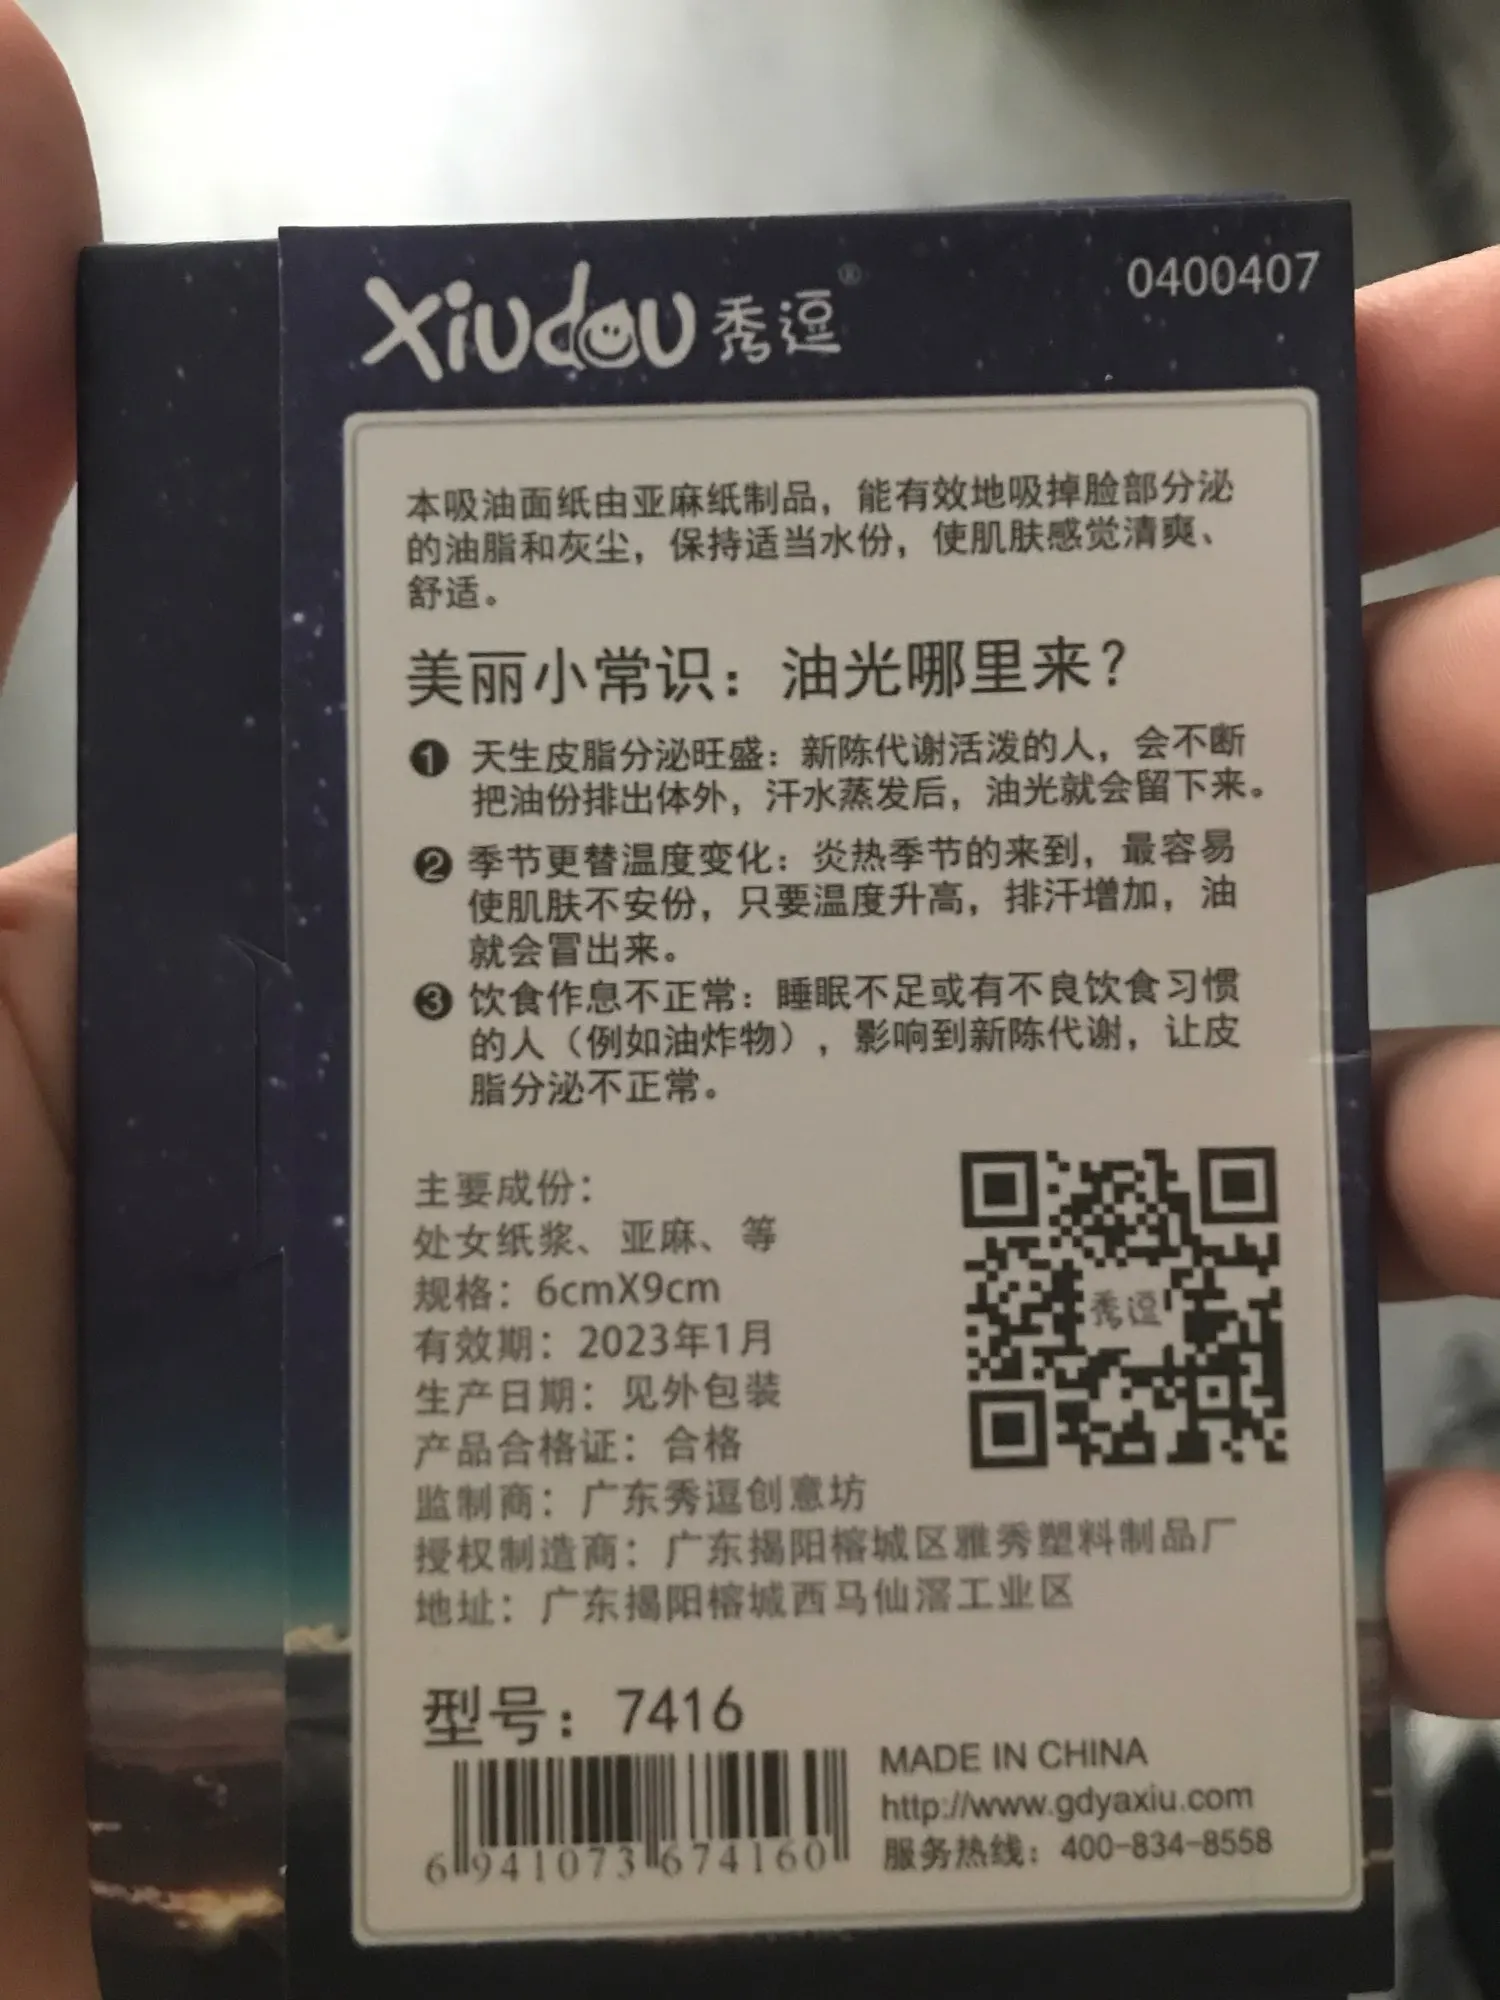 xiudou秀逗®
0400407
本吸油面纸由亚麻纸制品，能有效地吸掉脸部分泌
的油脂和灰尘，保持适当水份，使肌肤感觉清爽、
舒适。
美丽小常识：油光哪里来？
❶ 天生皮脂分泌旺盛：新陈代谢活泼的人，会不断
把油份排出体外，汗水蒸发后，油光就会留下来。
❷ 季节更替温度变化：炎热季节的来到，最容易
使肌肤不安份，只要温度升高，排汗增加，油
就会冒出来。
❸ 饮食作息不正常：睡眠不足或有不良饮食习惯
的人（例如油炸物），影响到新陈代谢，让皮
脂分泌不正常。
主要成份：
处女纸浆、亚麻、等
规格：6cmX9cm
有效期：2023年1月
生产日期：见外包装
产品合格证：合格
监制商：广东秀逗创意坊
授权制造商：广东揭阳榕城区雅秀塑料制品厂
地址：广东揭阳榕城西马仙滘工业区
秀逗
型号：7416
6 941073 674160
MADE IN CHINA
http://www.gdyaxiu.com
服务热线：400-834-8558